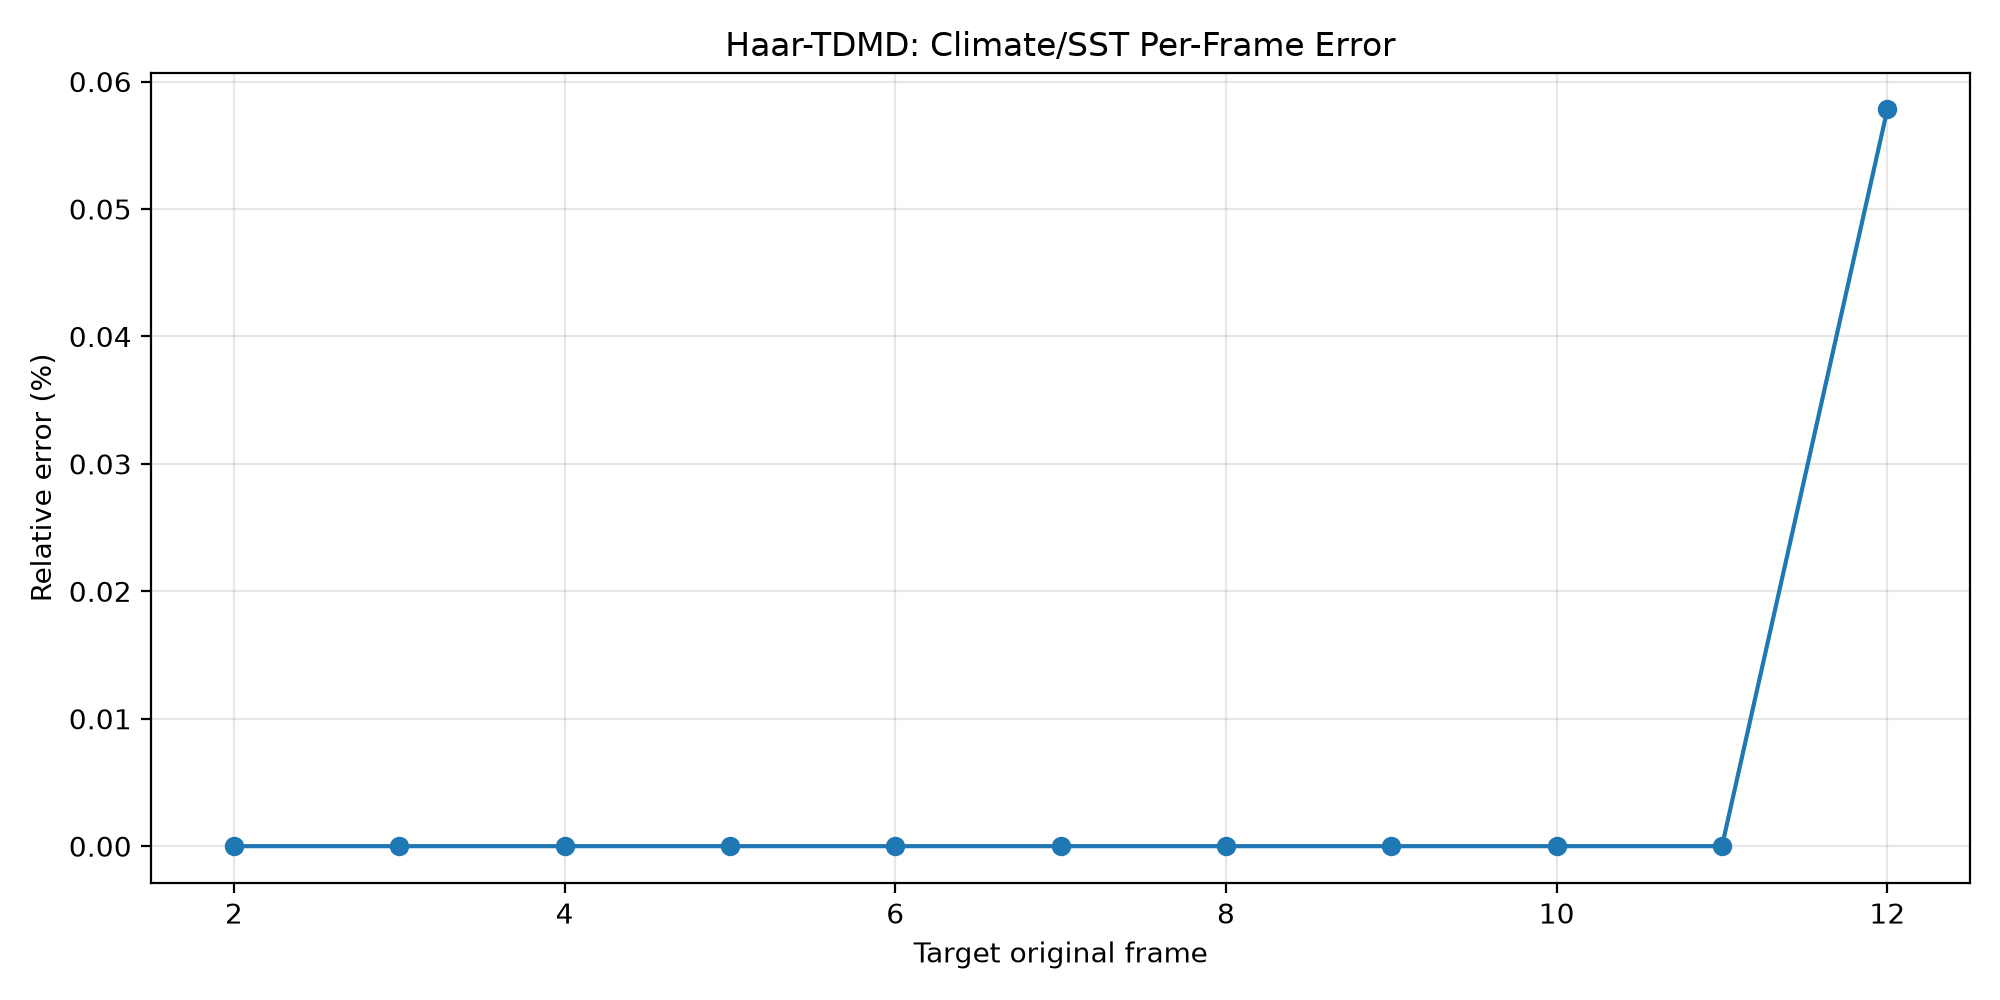 Haar-TDMD: Climate/SST Per-Frame Error
Relative error (%)
0.06
0.05
0.04
0.03
0.02
0.01
0.00
2 4 6 8 10 12
Target original frame